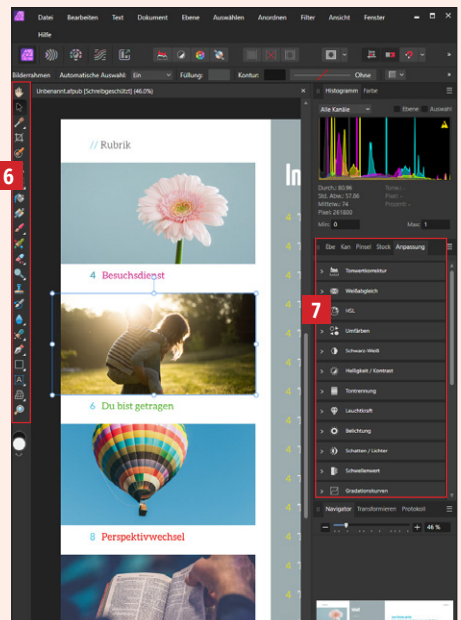 Datei Bearbeiten Text Dokument Ebene Auswählen Anordnen Filter Ansicht Fenster
Hilfe
Bilderrahmen Automatische Auswahl: Ein Füllung: Kontur: Ohne
Unbenannt.afpub [Schreibgeschützt] (46.0%)
Histogramm Farbe
Alle Kanäle Ebene Auswahl
// Rubrik
6
In
Durch.: 80.96
Std. Abw.: 57.86
Mittelw.: 74
Pixel: 261800
Min: 0 Max: 1
4 Besuchsdienst
Ebe Kan Pinsel Stock Anpassung
Tonwertkorrektur
Weißabgleich
7
HSL
Umfärben
Schwarz-Weiß
Helligkeit / Kontrast
Tontrennung
6 Du bist getragen
Leuchtkraft
Belichtung
Schatten / Lichter
Schwellenwert
Gradationskurven
Navigator Transformieren Protokoll
46 %
8 Perspektivwechsel